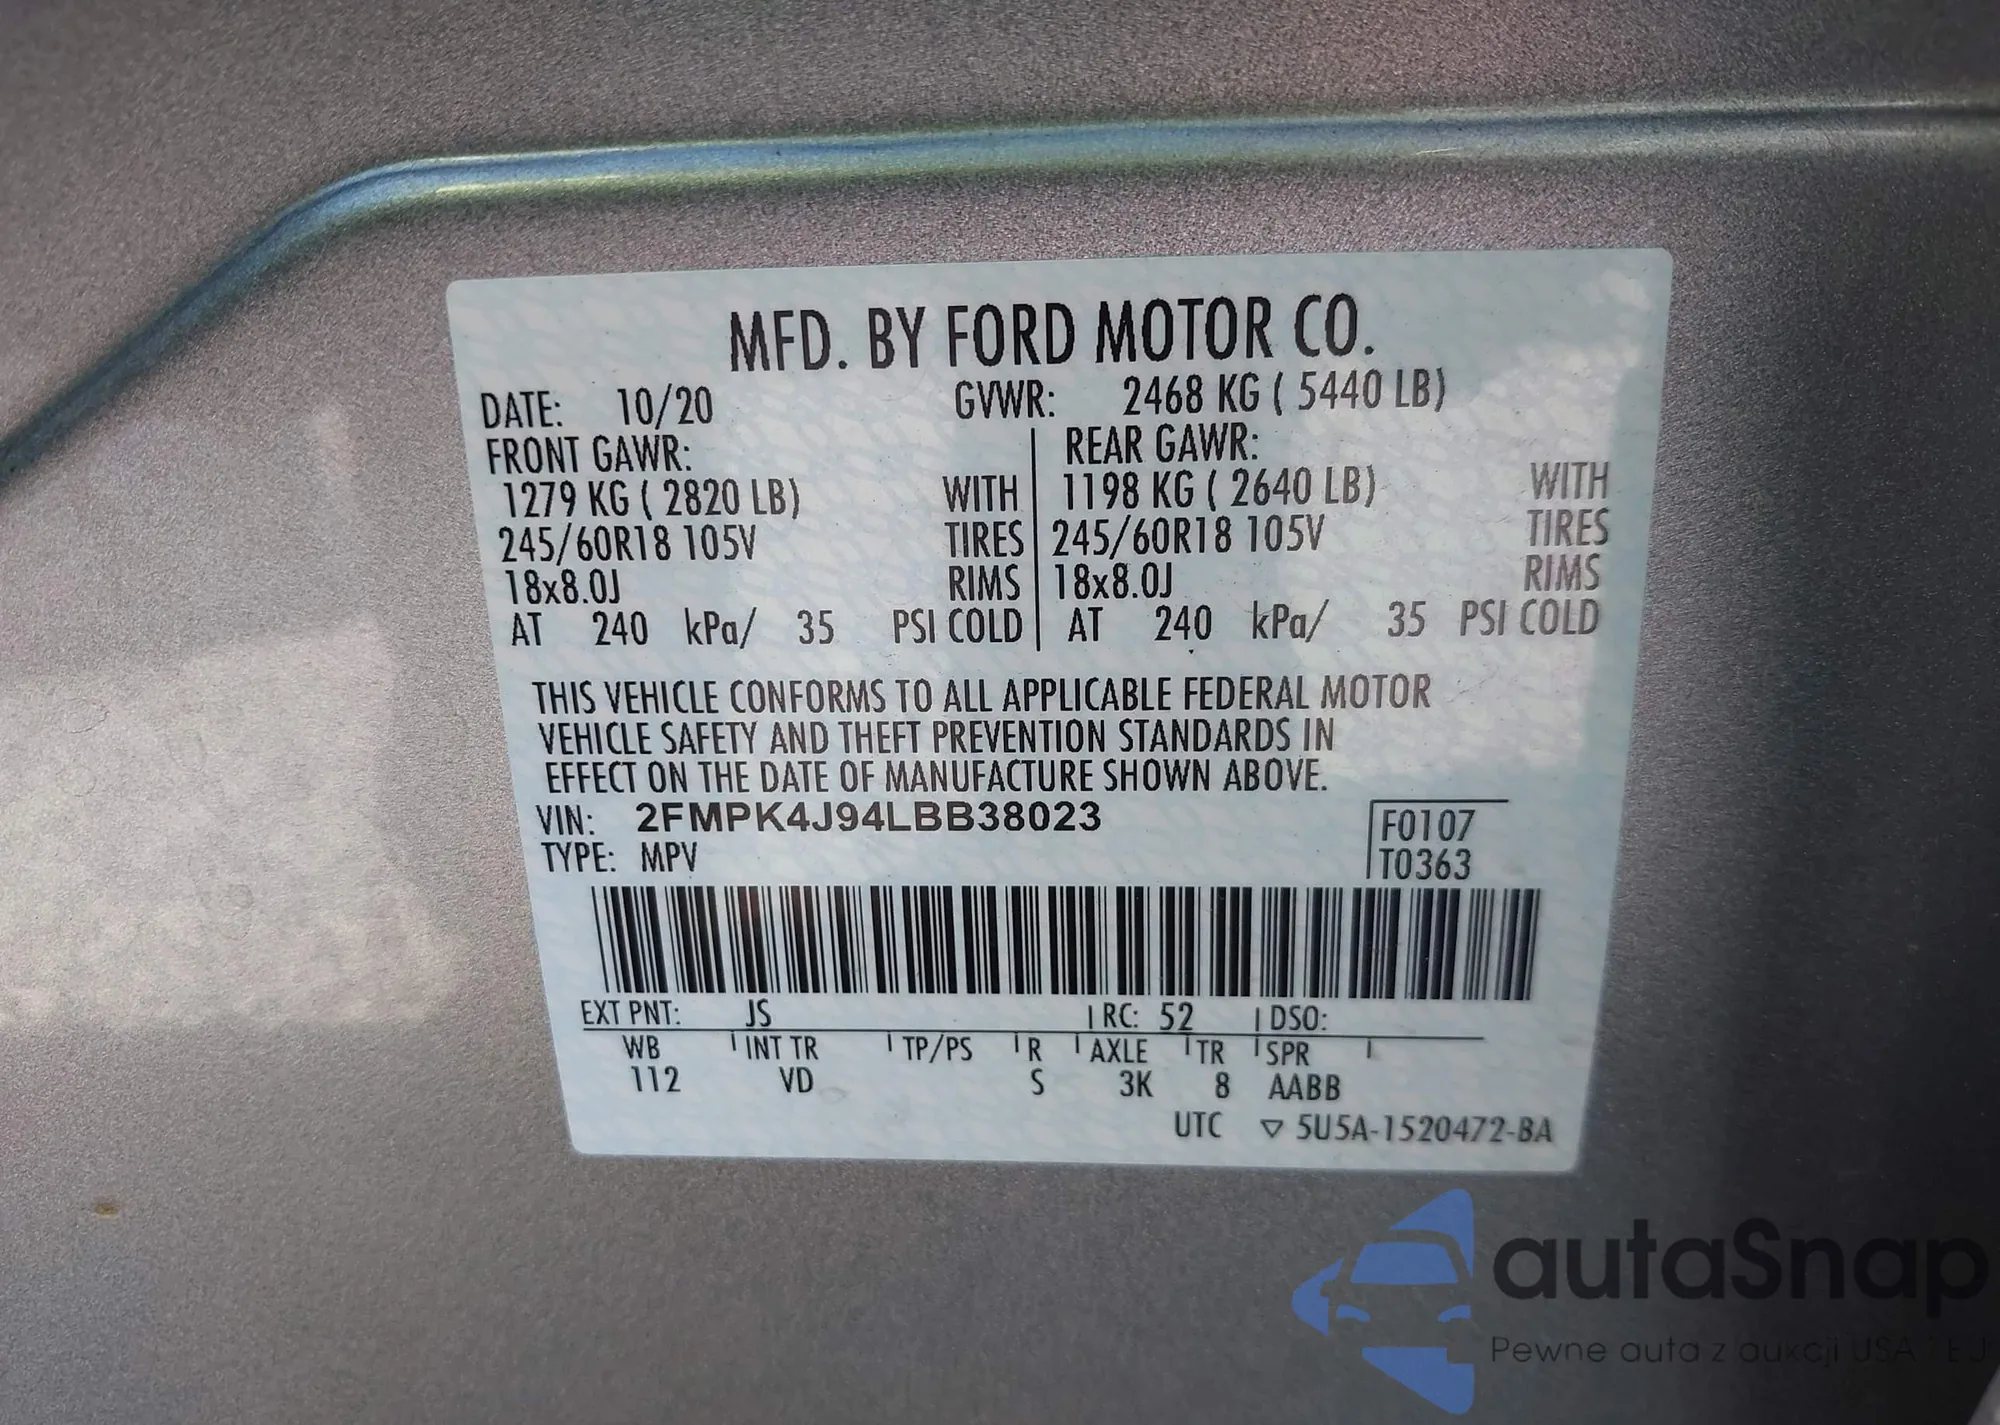 MFD. BY FORD MOTOR CO.
DATE: 10/20 GVWR: 2468 KG ( 5440 LB)
FRONT GAWR: REAR GAWR:
1279 KG ( 2820 LB) WITH 1198 KG ( 2640 LB) WITH
245/60R18 105V TIRES 245/60R18 105V TIRES
18x8.0J RIMS 18x8.0J RIMS
AT 240 kPa/ 35 PSI COLD AT 240 kPa/ 35 PSI COLD
THIS VEHICLE CONFORMS TO ALL APPLICABLE FEDERAL MOTOR
VEHICLE SAFETY AND THEFT PREVENTION STANDARDS IN
EFFECT ON THE DATE OF MANUFACTURE SHOWN ABOVE.
VIN: 2FMPK4J94LBB38023 F0107
TYPE: MPV T0363
EXT PNT: JS RC: 52 DSO:
WB INT TR TP/PS R AXLE TR SPR
112 VD S 3K 8 AABB
UTC ▽ 5U5A-1520472-BA
autaSnap
Pewne auta z aukcji USA i EU